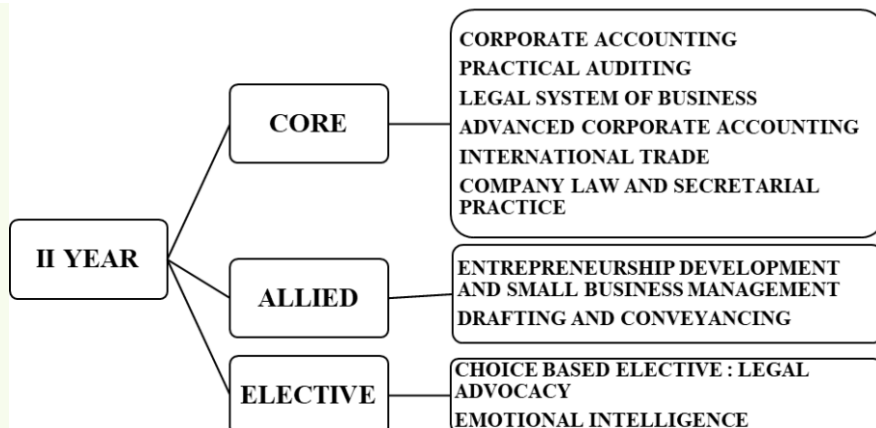 II YEAR
CORE
CORPORATE ACCOUNTING
PRACTICAL AUDITING
LEGAL SYSTEM OF BUSINESS
ADVANCED CORPORATE ACCOUNTING
INTERNATIONAL TRADE
COMPANY LAW AND SECRETARIAL
PRACTICE
ALLIED
ENTREPRENEURSHIP DEVELOPMENT
AND SMALL BUSINESS MANAGEMENT
DRAFTING AND CONVEYANCING
ELECTIVE
CHOICE BASED ELECTIVE : LEGAL
ADVOCACY
EMOTIONAL INTELLIGENCE